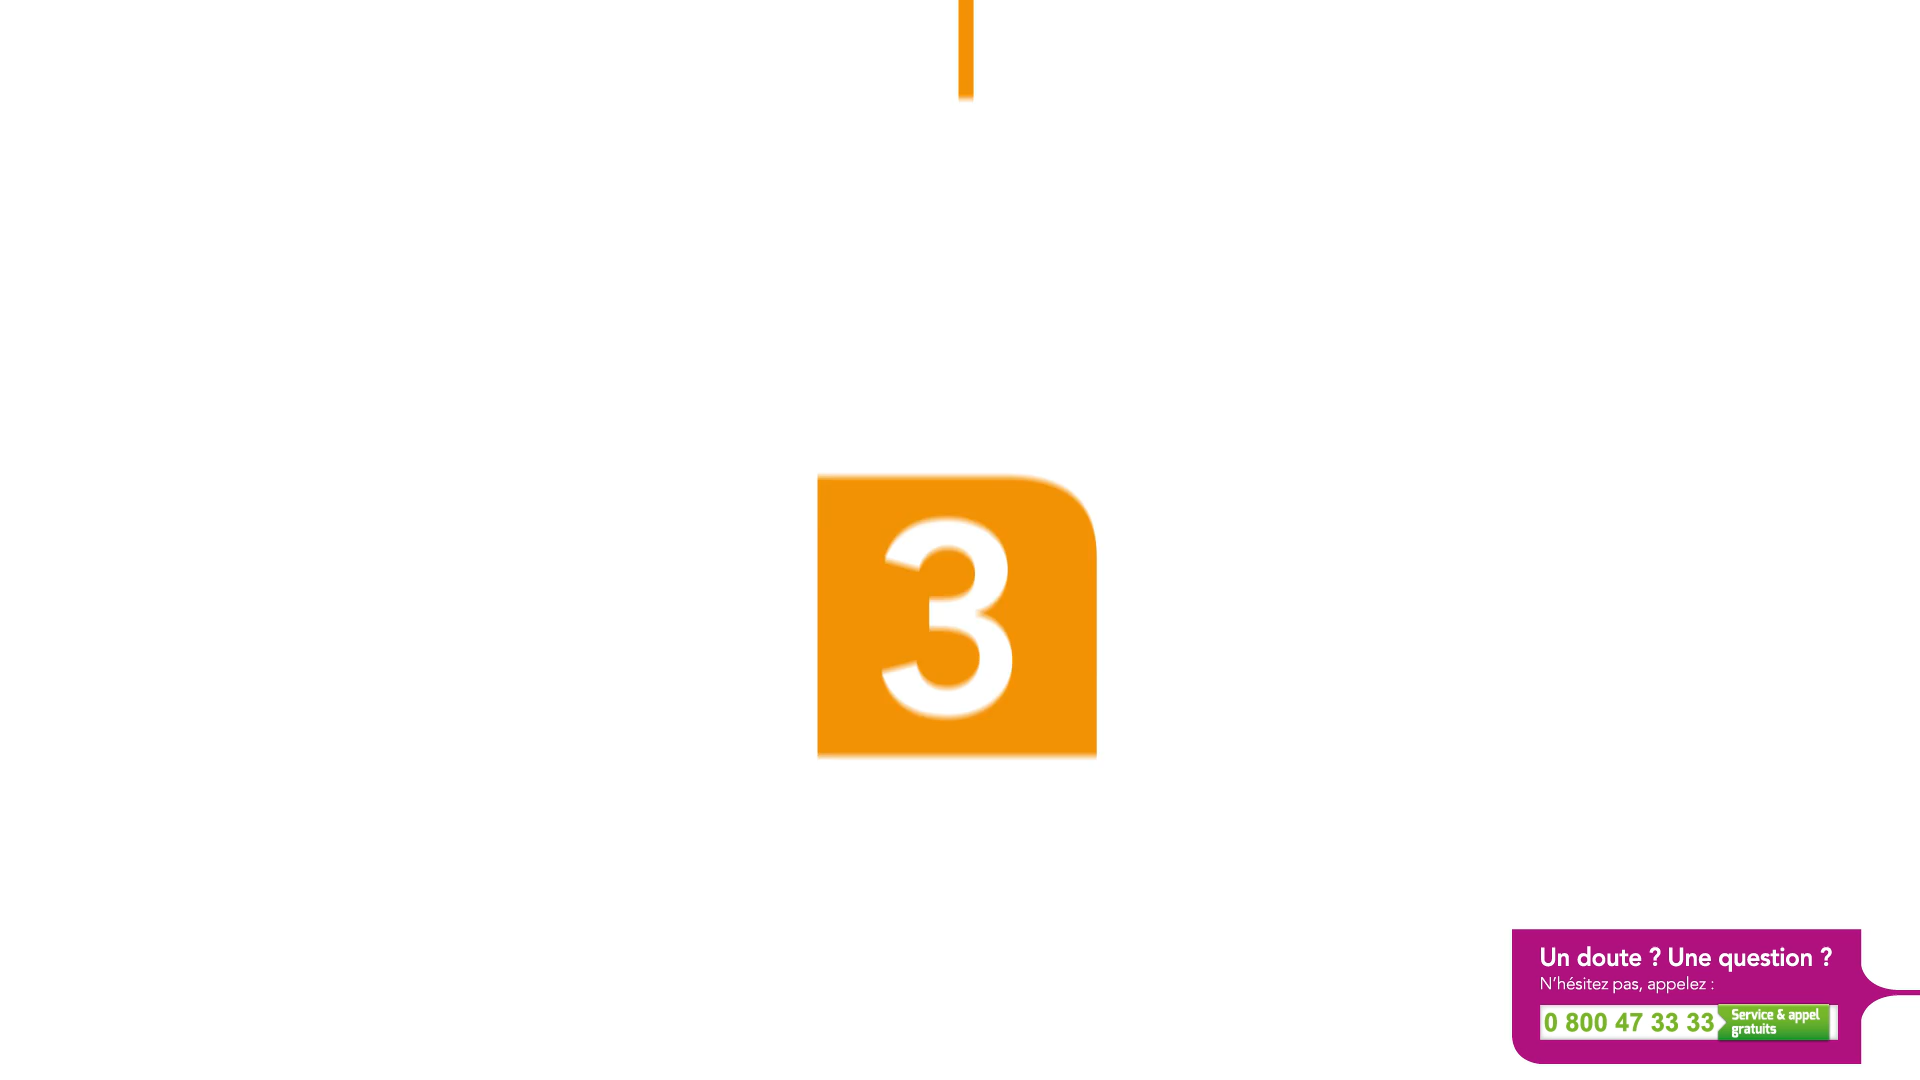 3
Un doute ? Une question ?
N'hésitez pas, appelez :
0 800 47 33 33
Service & appel
gratuits